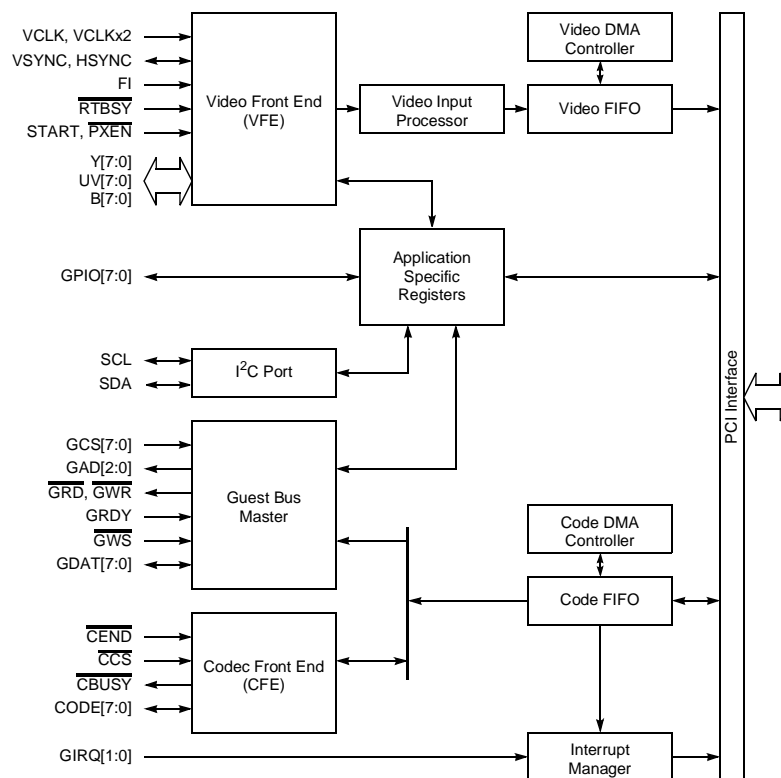 VCLK, VCLKx2
VSYNC, HSYNC
FI
RTBSY
START, PXEN
Y[7:0]
UV[7:0]
B[7:0]
Video Front End
(VFE)
Video Input
Processor
Video DMA
Controller
Video FIFO
GPIO[7:0]
Application
Specific
Registers
SCL
SDA
I²C Port
PCI Interface
GCS[7:0]
GAD[2:0]
GRD, GWR
GRDY
GWS
GDAT[7:0]
Guest Bus
Master
Code DMA
Controller
Code FIFO
CEND
CCS
CBUSY
CODE[7:0]
Codec Front End
(CFE)
GIRQ[1:0]
Interrupt
Manager